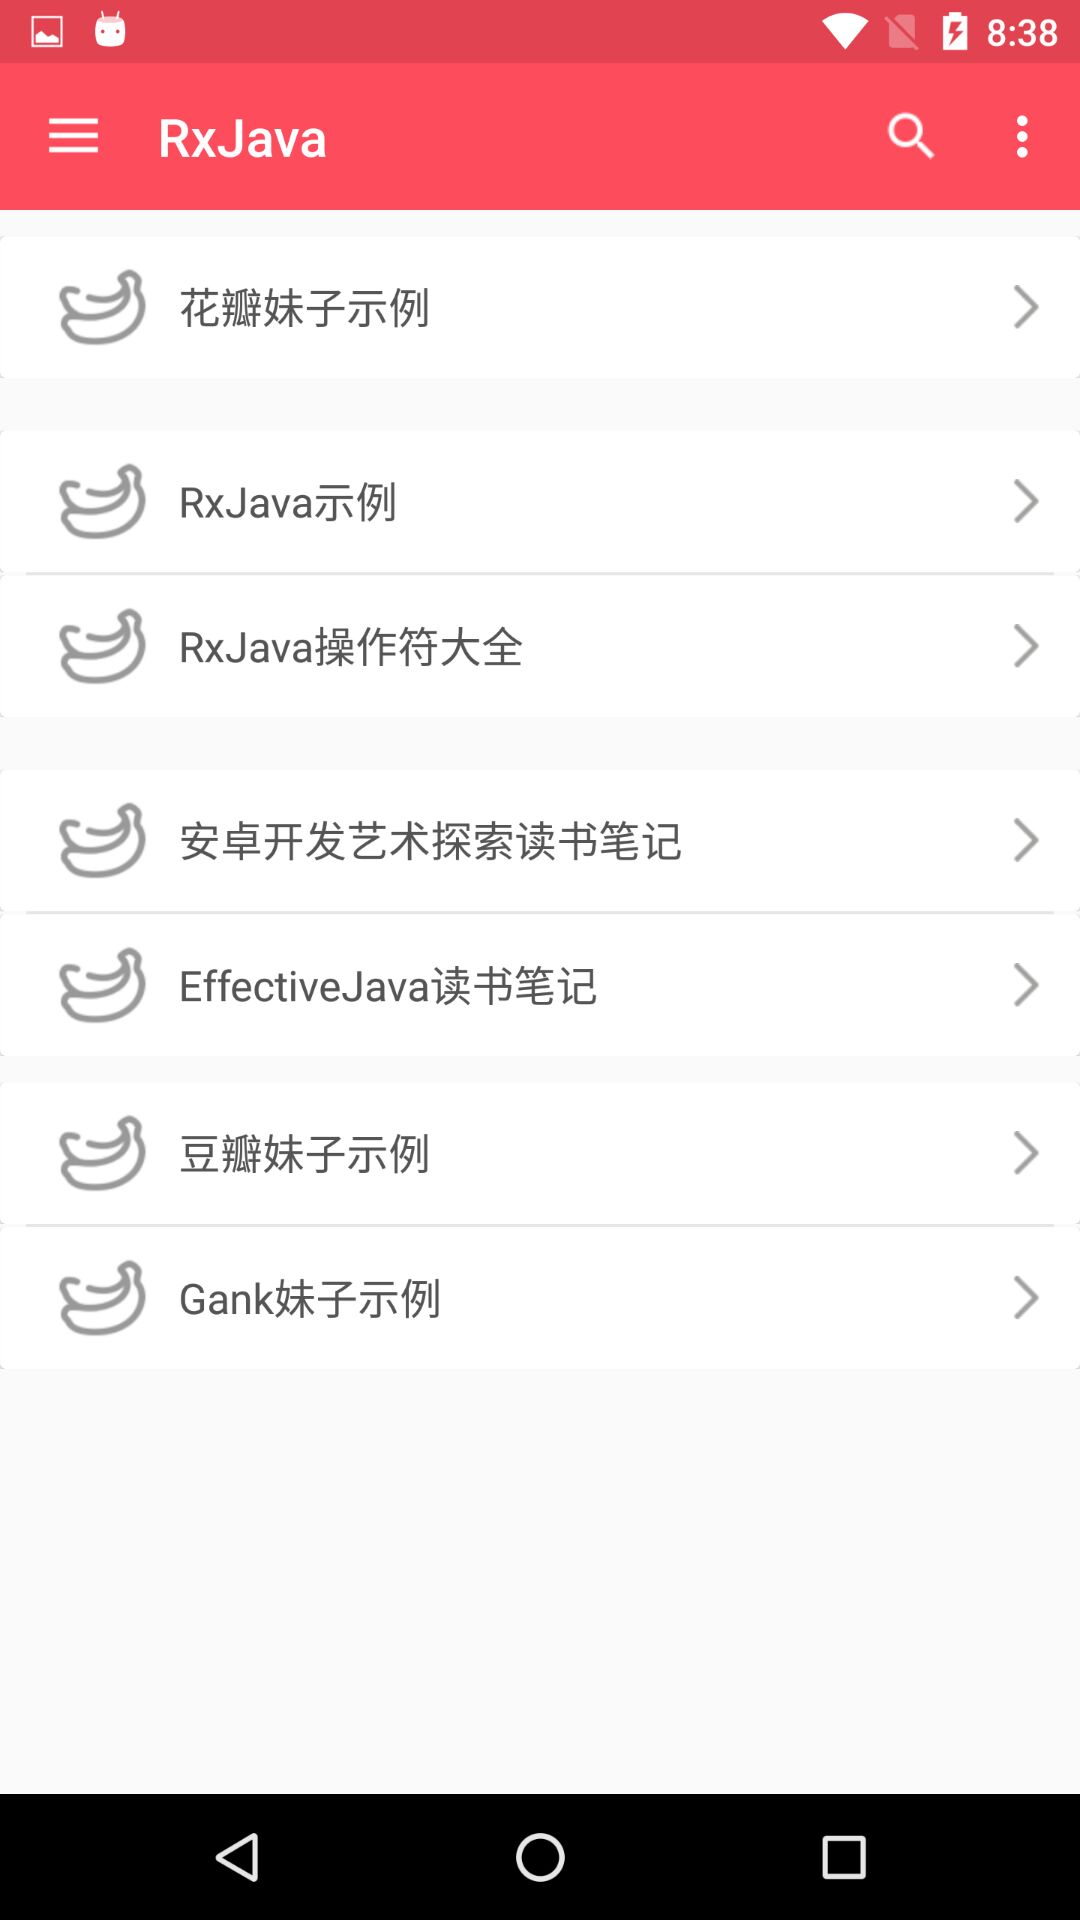 8:38
RxJava
花瓣妹子示例
RxJava示例
RxJava操作符大全
安卓开发艺术探索读书笔记
EffectiveJava读书笔记
豆瓣妹子示例
Gank妹子示例